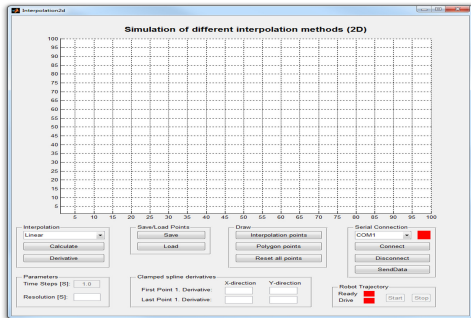 Interpolation2d
Simulation of different interpolation methods (2D)
100
95
90
85
80
75
70
65
60
55
50
45
40
35
30
25
20
15
10
5
5 10 15 20 25 30 35 40 45 50 55 60 65 70 75 80 85 90 95 100
Interpolation
Linear
Calculate
Derivative
Save/Load Points
Save
Load
Draw
Interpolation points
Polygon points
Reset all points
Serial Connection
COM1
Connect
Disconnect
SendData
Parameters
Time Steps [S]: 1.0
Resolution [S]:
Clamped spline derivatives
X-direction Y-direction
First Point 1. Derivative:
Last Point 1. Derivative:
Robot Trajectory
Ready
Drive
Start Stop